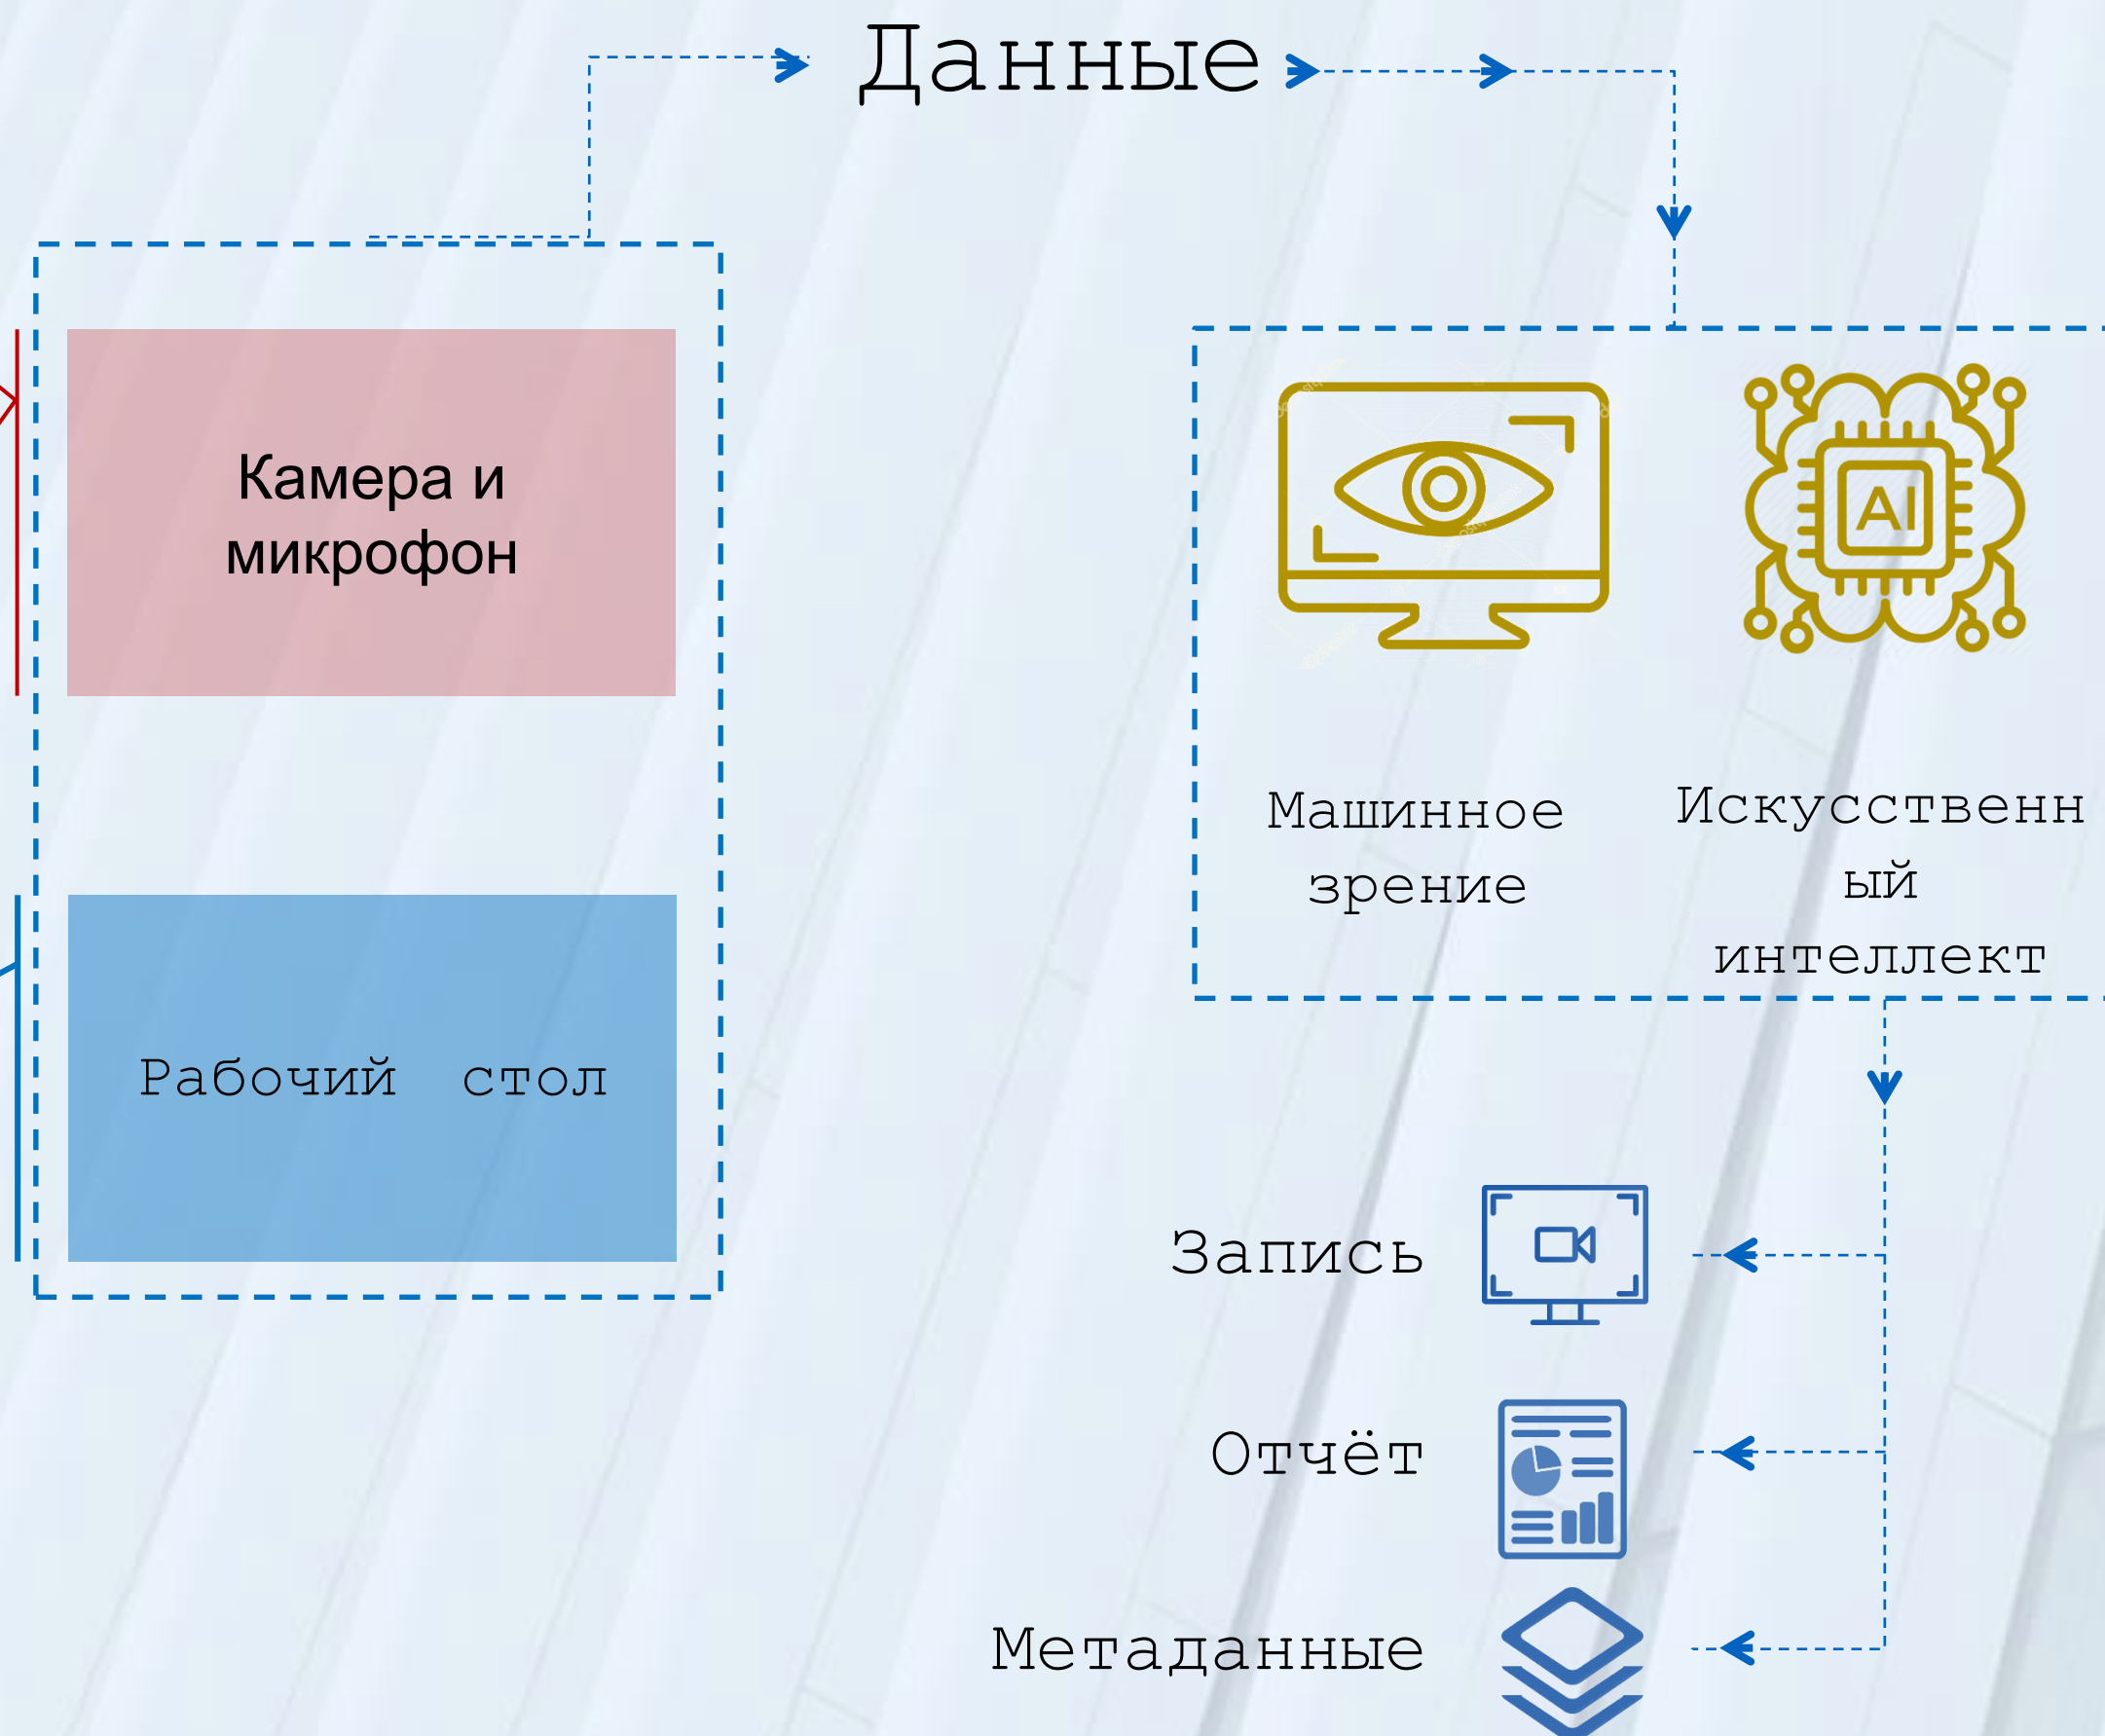 Данные
Камера и
микрофон
Рабочий стол
AI
Машинное
зрение
Искусственн
ый
интеллект
Запись
Отчёт
Метаданные